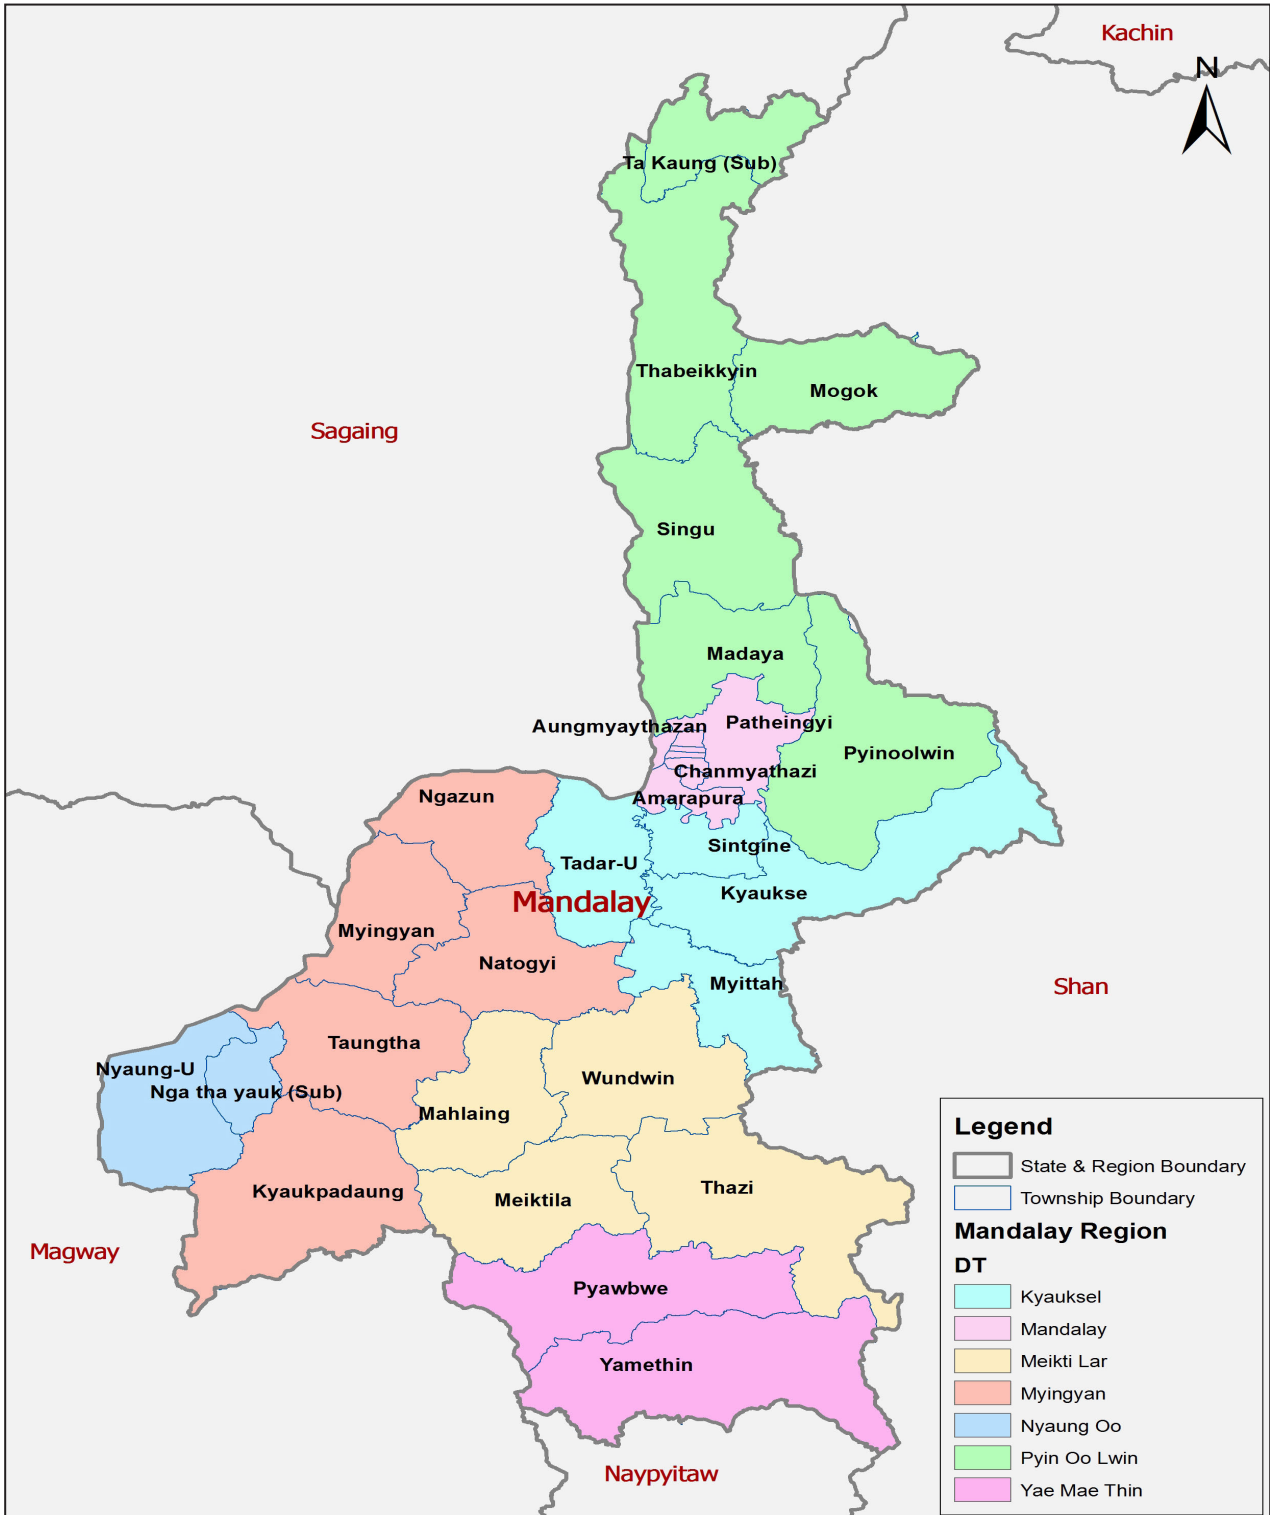 Kachin
N
Ta Kaung (Sub)
Thabeikkyin
Mogok
Sagaing
Singu
Madaya
Aungmyaythazan
Patheingyi
Pyinoolwin
Chanmyathazi
Amarapura
Ngazun
Sintgine
Tadar-U
Kyaukse
Mandalay
Myingyan
Natogyi
Myittah
Shan
Taungtha
Nyaung-U
Nga tha yauk (Sub)
Wundwin
Mahlaing
Kyaukpadaung
Meiktila
Thazi
Magway
Pyawbwe
Yamethin
Naypyitaw
Legend
State & Region Boundary
Township Boundary
Mandalay Region
DT
Kyauksel
Mandalay
Meikti Lar
Myingyan
Nyaung Oo
Pyin Oo Lwin
Yae Mae Thin